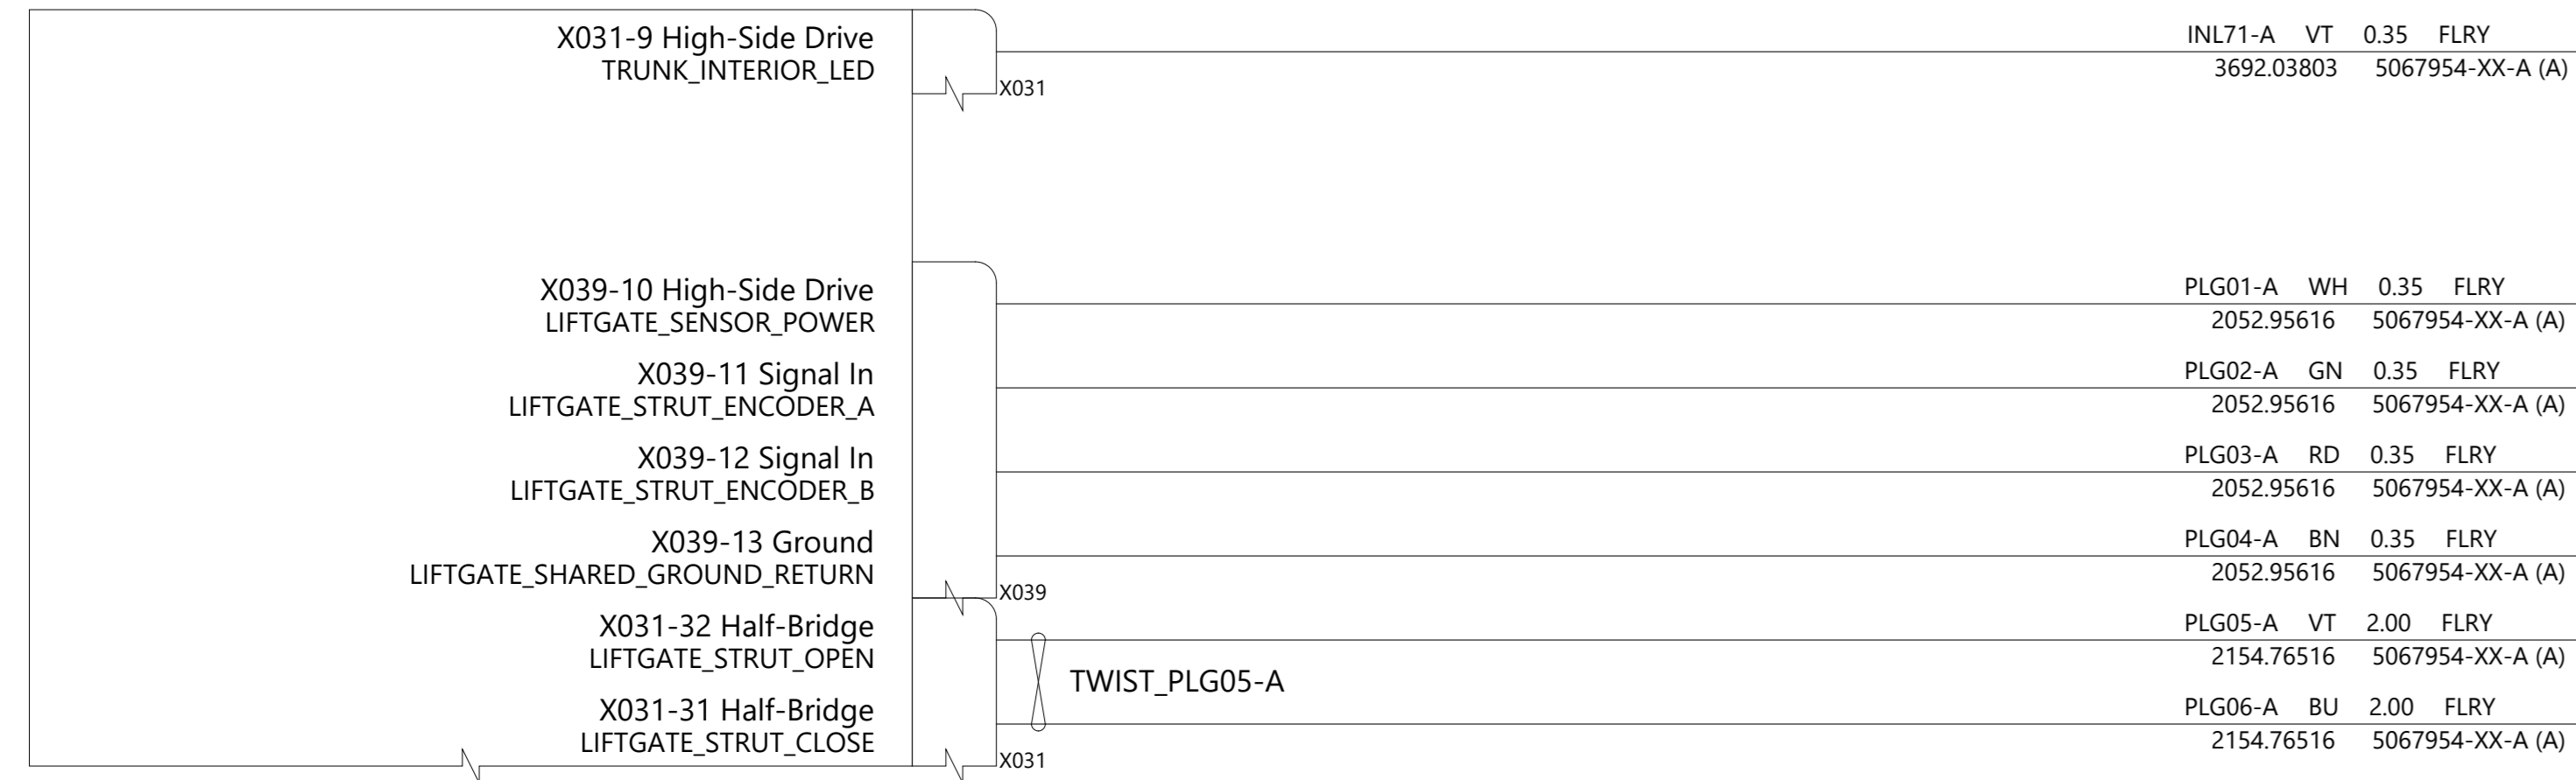 X031-9 High-Side Drive
TRUNK_INTERIOR_LED
X031
INL71-A VT 0.35 FLRY
3692.03803 5067954-XX-A (A)
X039-10 High-Side Drive
LIFTGATE_SENSOR_POWER
PLG01-A WH 0.35 FLRY
2052.95616 5067954-XX-A (A)
X039-11 Signal In
LIFTGATE_STRUT_ENCODER_A
PLG02-A GN 0.35 FLRY
2052.95616 5067954-XX-A (A)
X039-12 Signal In
LIFTGATE_STRUT_ENCODER_B
PLG03-A RD 0.35 FLRY
2052.95616 5067954-XX-A (A)
X039-13 Ground
LIFTGATE_SHARED_GROUND_RETURN
X039
PLG04-A BN 0.35 FLRY
2052.95616 5067954-XX-A (A)
X031-32 Half-Bridge
LIFTGATE_STRUT_OPEN
PLG05-A VT 2.00 FLRY
2154.76516 5067954-XX-A (A)
TWIST_PLG05-A
X031-31 Half-Bridge
LIFTGATE_STRUT_CLOSE
X031
PLG06-A BU 2.00 FLRY
2154.76516 5067954-XX-A (A)